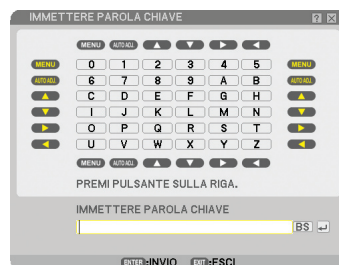 IMMETTERE PAROLA CHIAVE
MENU AUTO ADJ.
MENU 0 1 2 3 4 5 MENU
AUTO ADJ. 6 7 8 9 A B AUTO ADJ.
C D E F G H
I J K L M N
O P Q R S T
U V W X Y Z
MENU AUTO ADJ.
PREMI PULSANTE SULLA RIGA.
IMMETTERE PAROLA CHIAVE
BS
ENTER :INVIO EXIT :ESCI